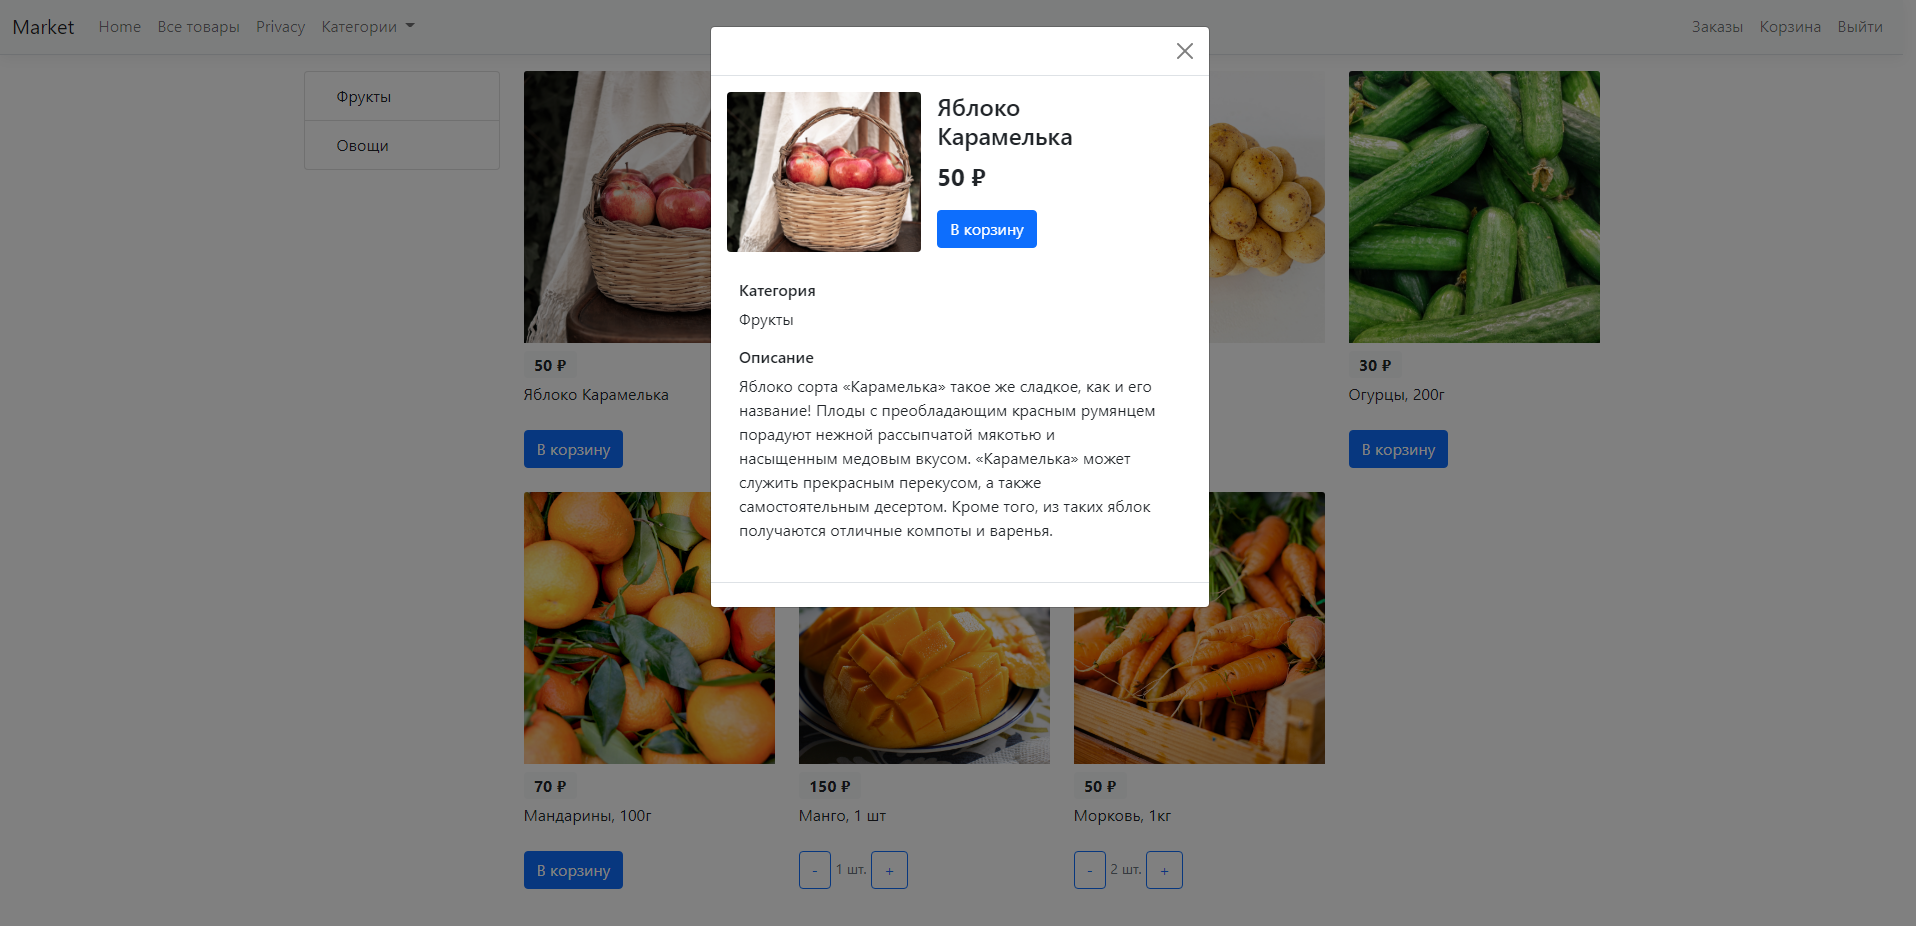 Market Home Все товары Privacy Категории Заказы Корзина Выйти
Фрукты
Овощи
Яблоко
Карамелька
50 ₽
В корзину
Категория
Фрукты
Описание
Яблоко сорта «Карамелька» такое же сладкое, как и его
название! Плоды с преобладающим красным румянцем
порадуют нежной рассыпчатой мякотью и
насыщенным медовым вкусом. «Карамелька» может
служить прекрасным перекусом, а также
самостоятельным десертом. Кроме того, из таких яблок
получаются отличные компоты и варенья.
50 ₽
Яблоко Карамелька
В корзину
30 ₽
Огурцы, 200г
В корзину
70 ₽
Мандарины, 100г
В корзину
150 ₽
Манго, 1 шт
- 1 шт. +
50 ₽
Морковь, 1кг
- 2 шт. +